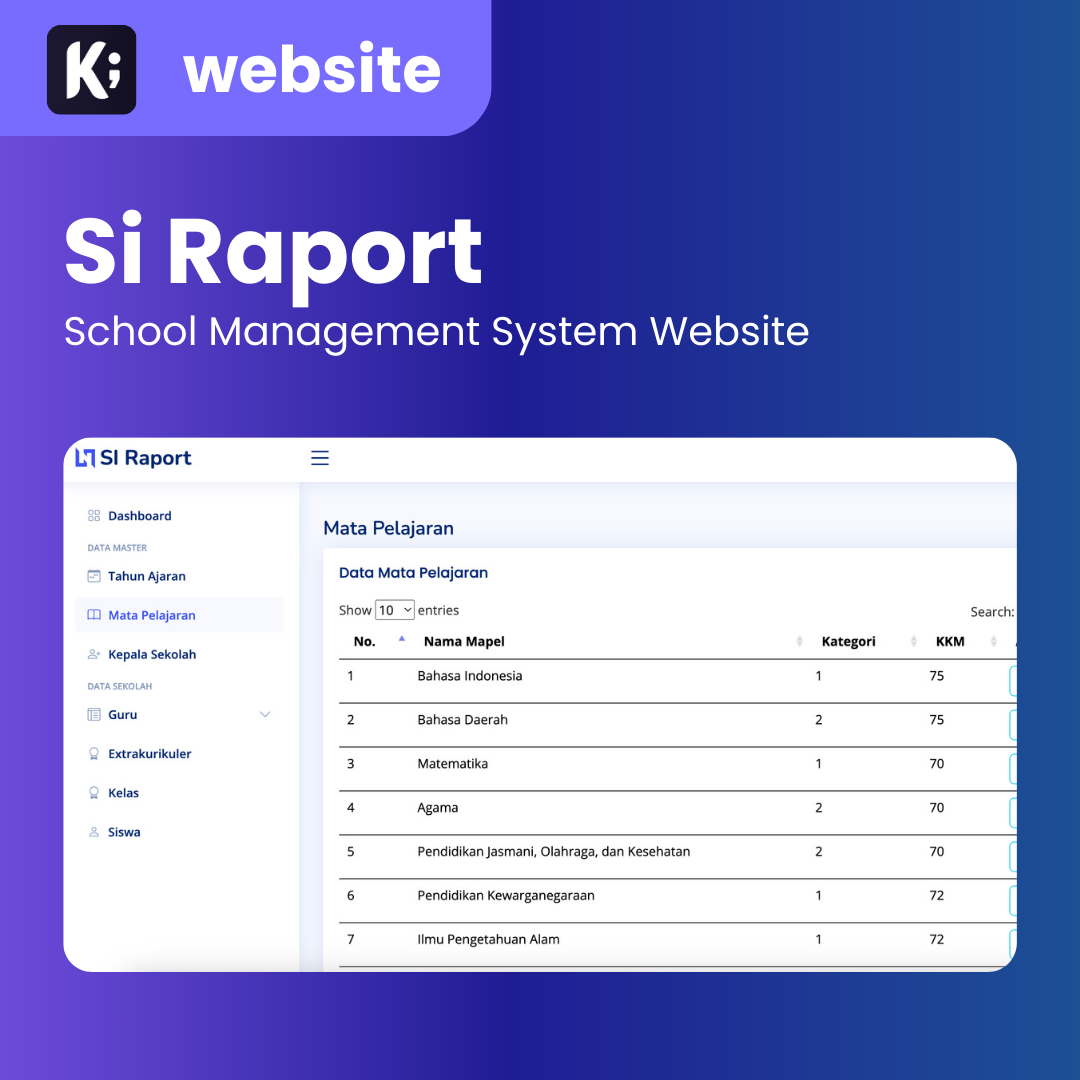 K;
website
Si Raport
School Management System Website
SI Raport
Dashboard
DATA MASTER
Tahun Ajaran
Mata Pelajaran
Kepala Sekolah
DATA SEKOLAH
Guru
Extrakurikuler
Kelas
Siswa
Mata Pelajaran
Data Mata Pelajaran
Show 10 entries Search:
No. Nama Mapel Kategori KKM
1 Bahasa Indonesia 1 75
2 Bahasa Daerah 2 75
3 Matematika 1 70
4 Agama 2 70
5 Pendidikan Jasmani, Olahraga, dan Kesehatan 2 70
6 Pendidikan Kewarganegaraan 1 72
7 Ilmu Pengetahuan Alam 1 72